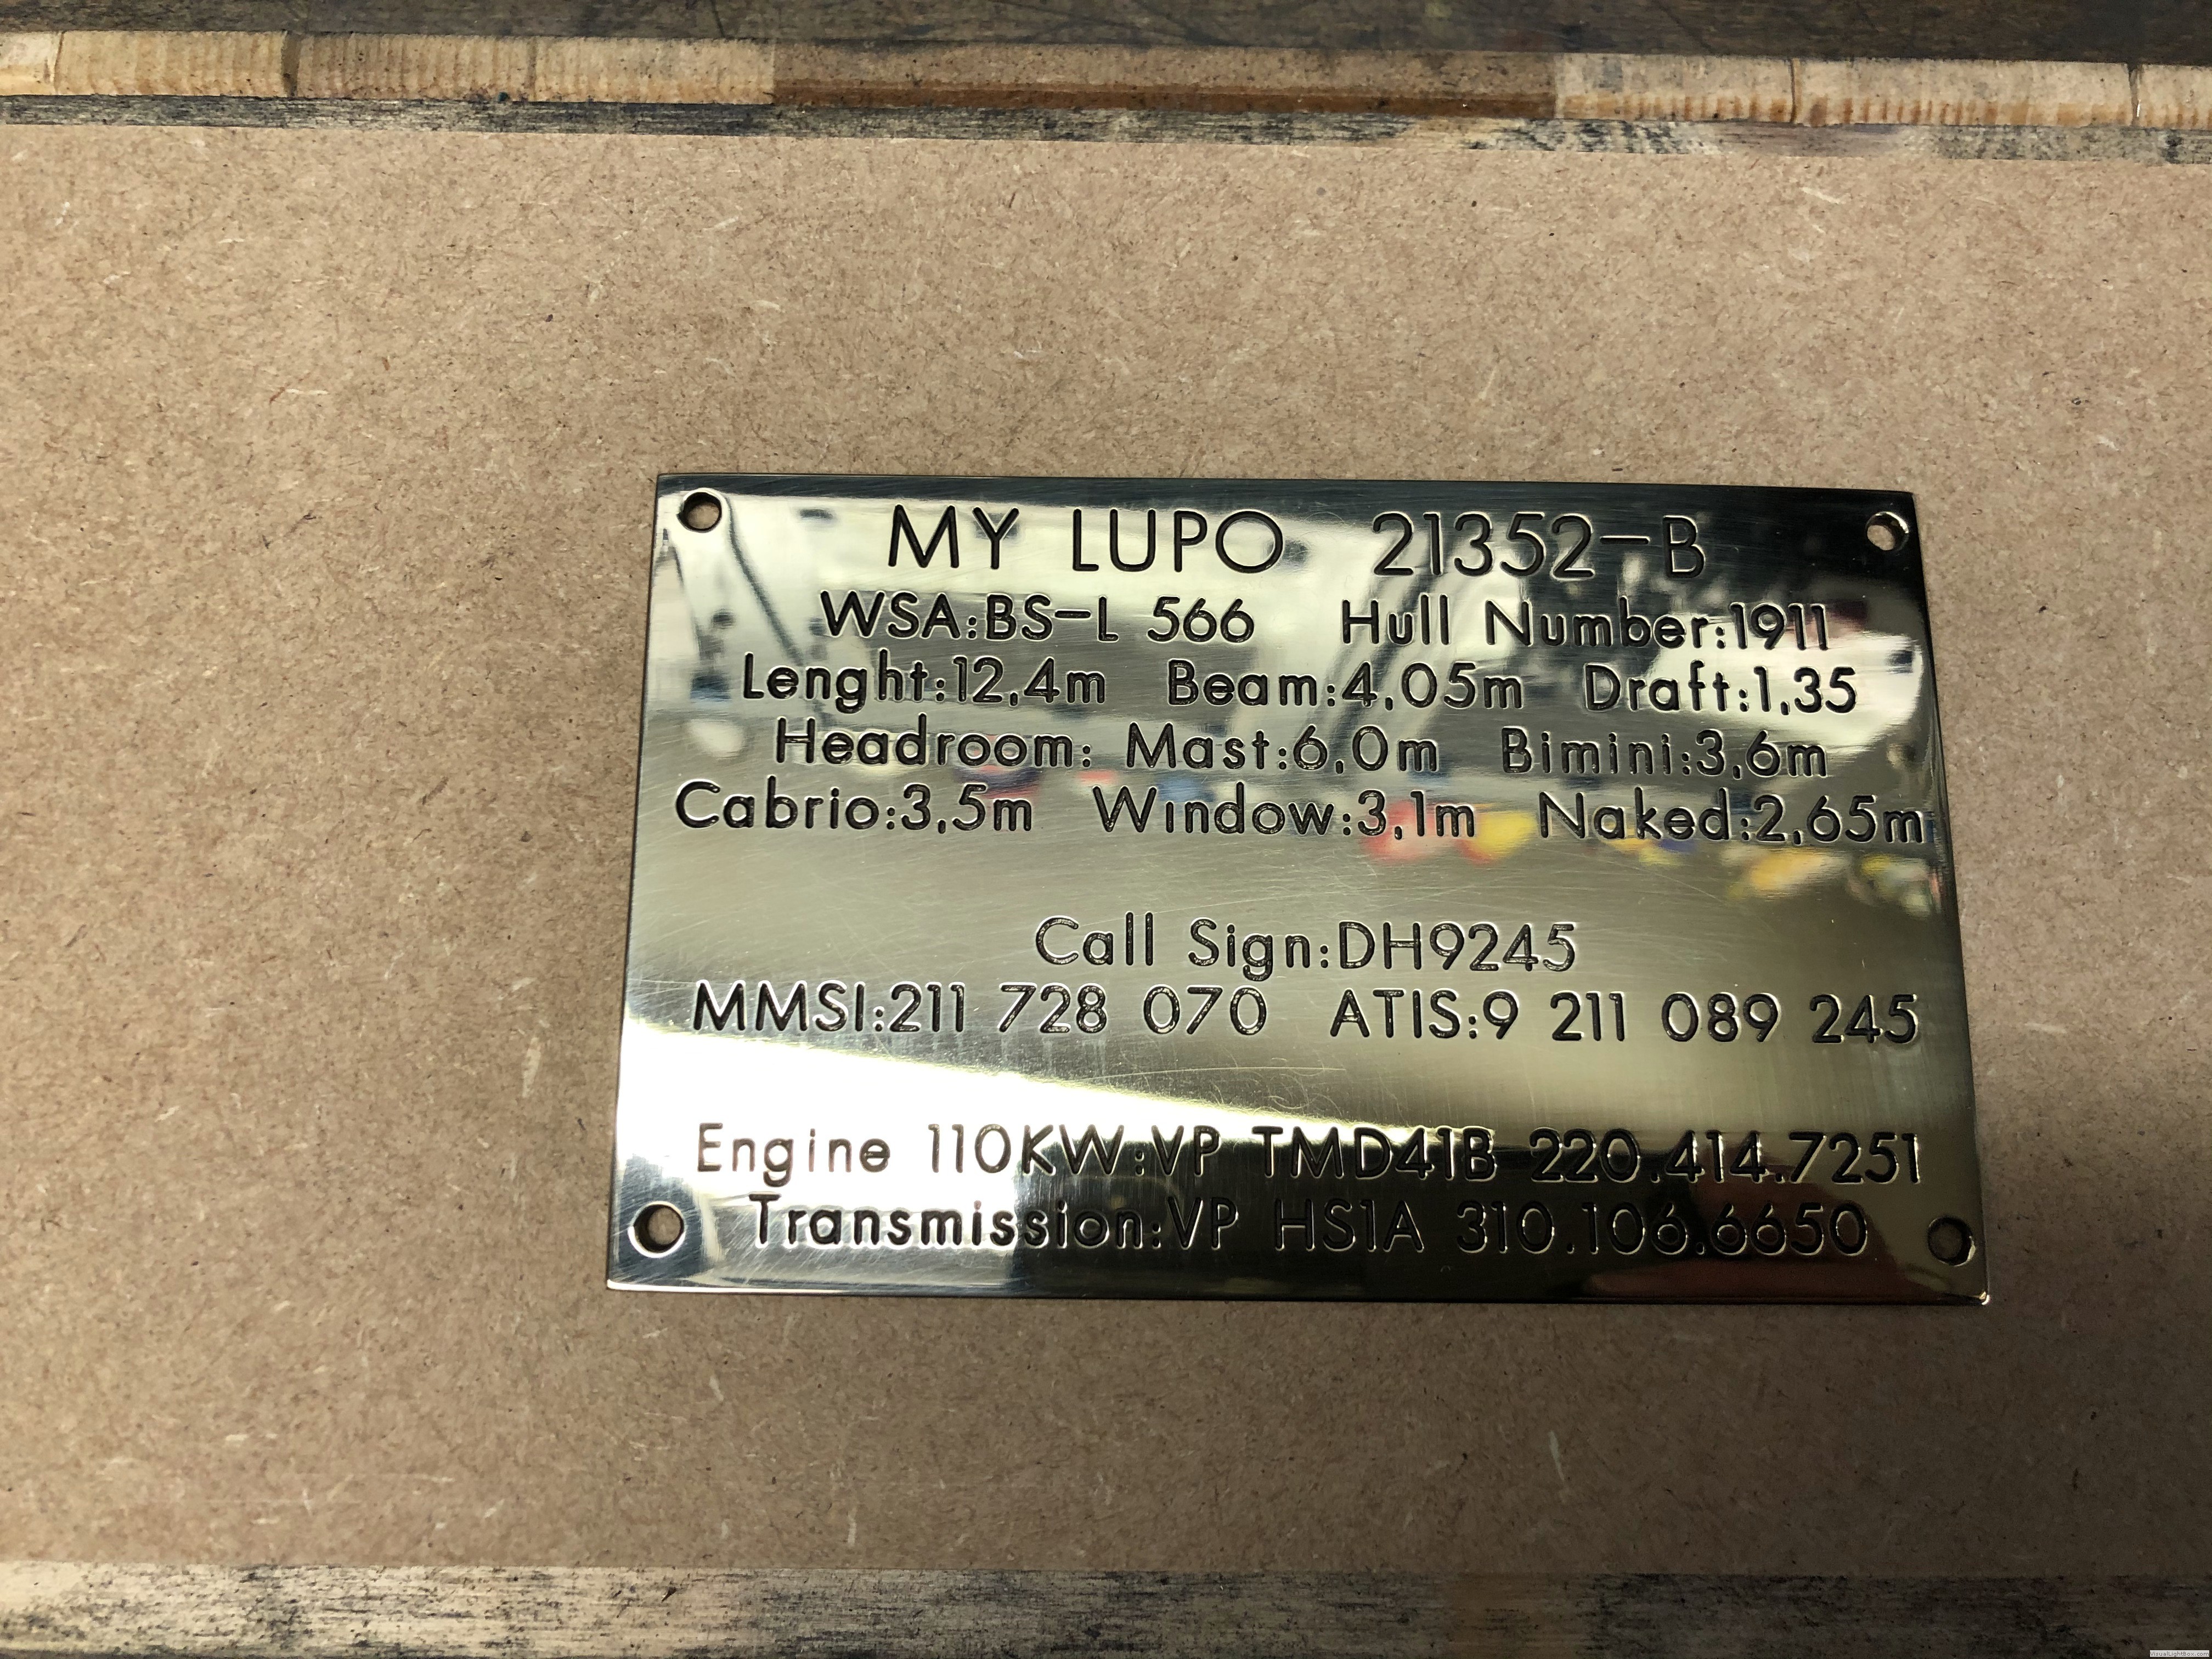 MY LUPO 21352-B
WSA:BS-L 566 Hull Number:1911
Lenght:12,4m Beam:4,05m Draft:1,35
Headroom: Mast:6,0m Bimini:3,6m
Cabrio:3,5m Window:3,1m Naked:2,65m
Call Sign:DH9245
MMSI:211 728 070 ATIS:9 211 089 245
Engine 110KW:VP TMD41B 220.414.7251
Transmission:VP HS1A 310.106.6650